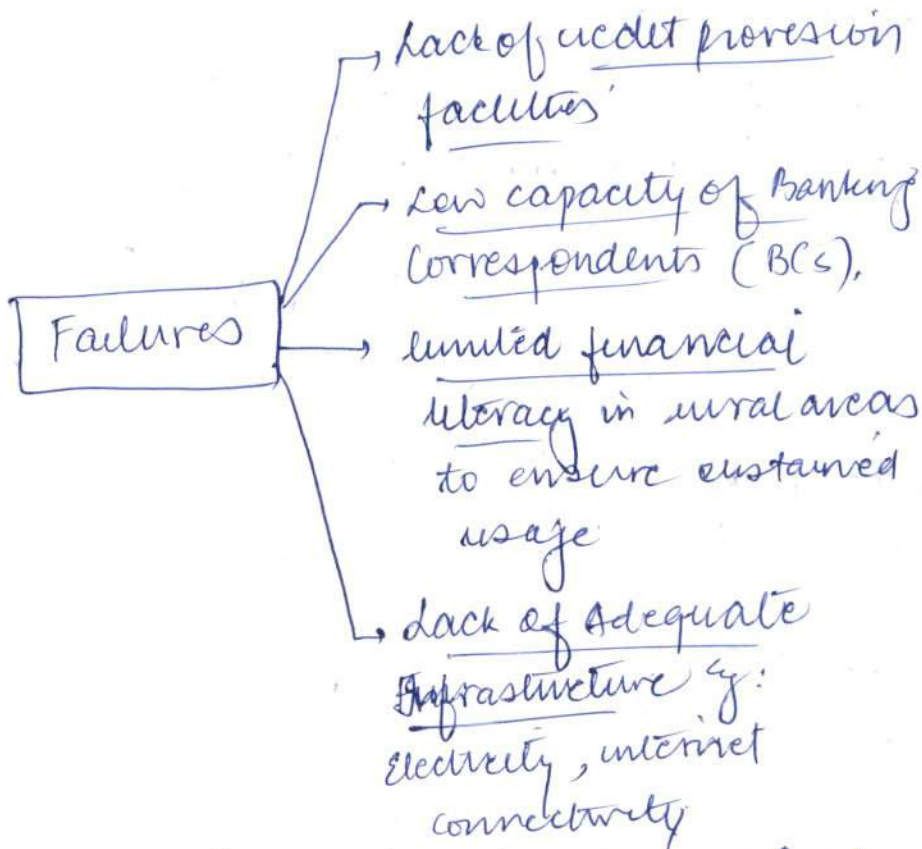 Lack of credit provision
facilities
Low capacity of Banking
Correspondents (BCs).
Failures
limited financial
literacy in rural areas
to ensure sustained
usage
Lack of Adequate
Infrastructure eg:
Electricity, internet
connectivity